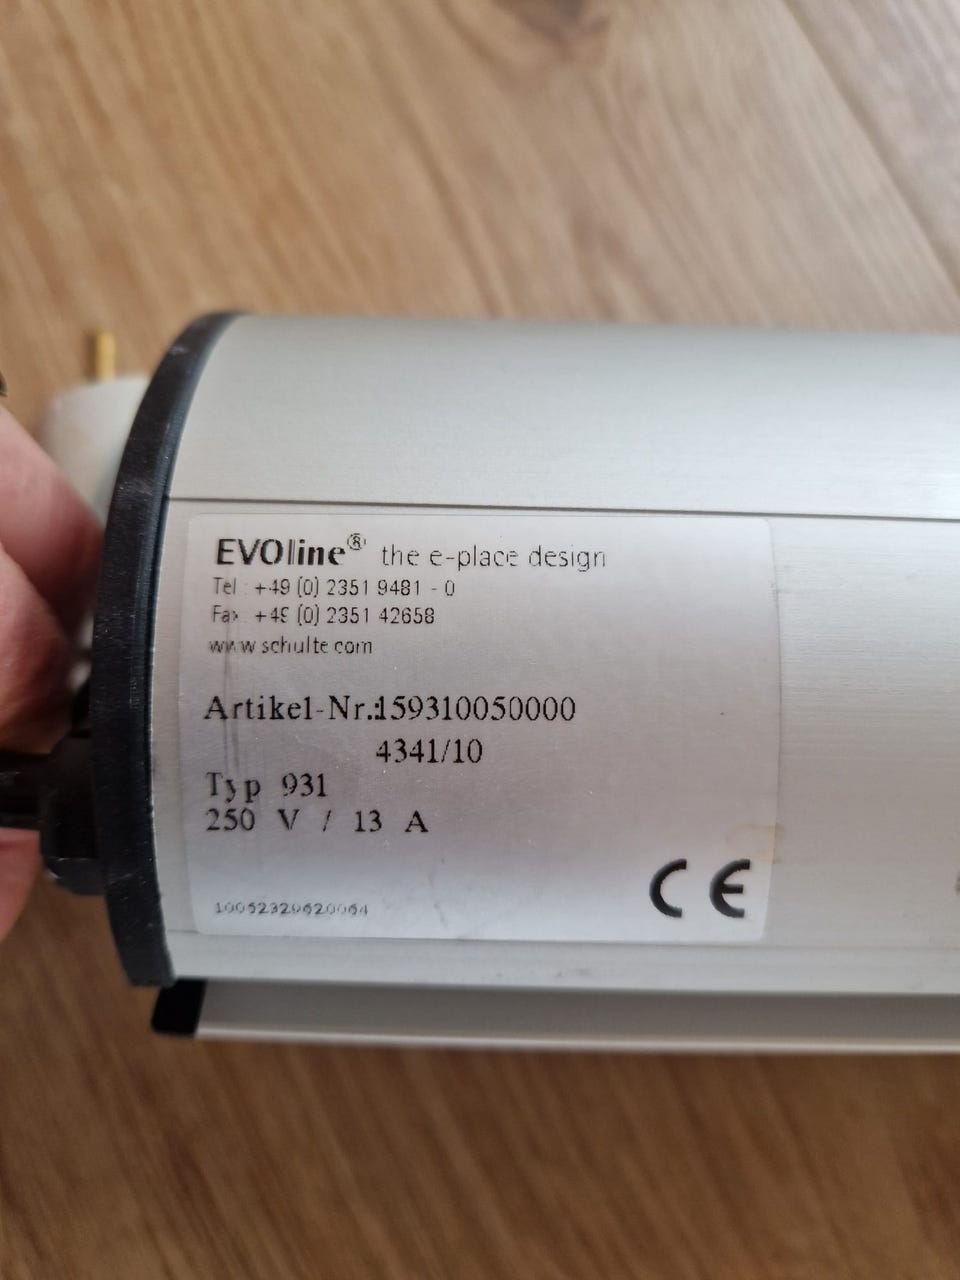 EVOline® the e-place design
Tel : +49 (0) 2351 9481 - 0
Fax : +49 (0) 2351 42658
www.schulte.com
Artikel-Nr.:159310050000
4341/10
Typ 931
250 V / 13 A
CE
10052329620064